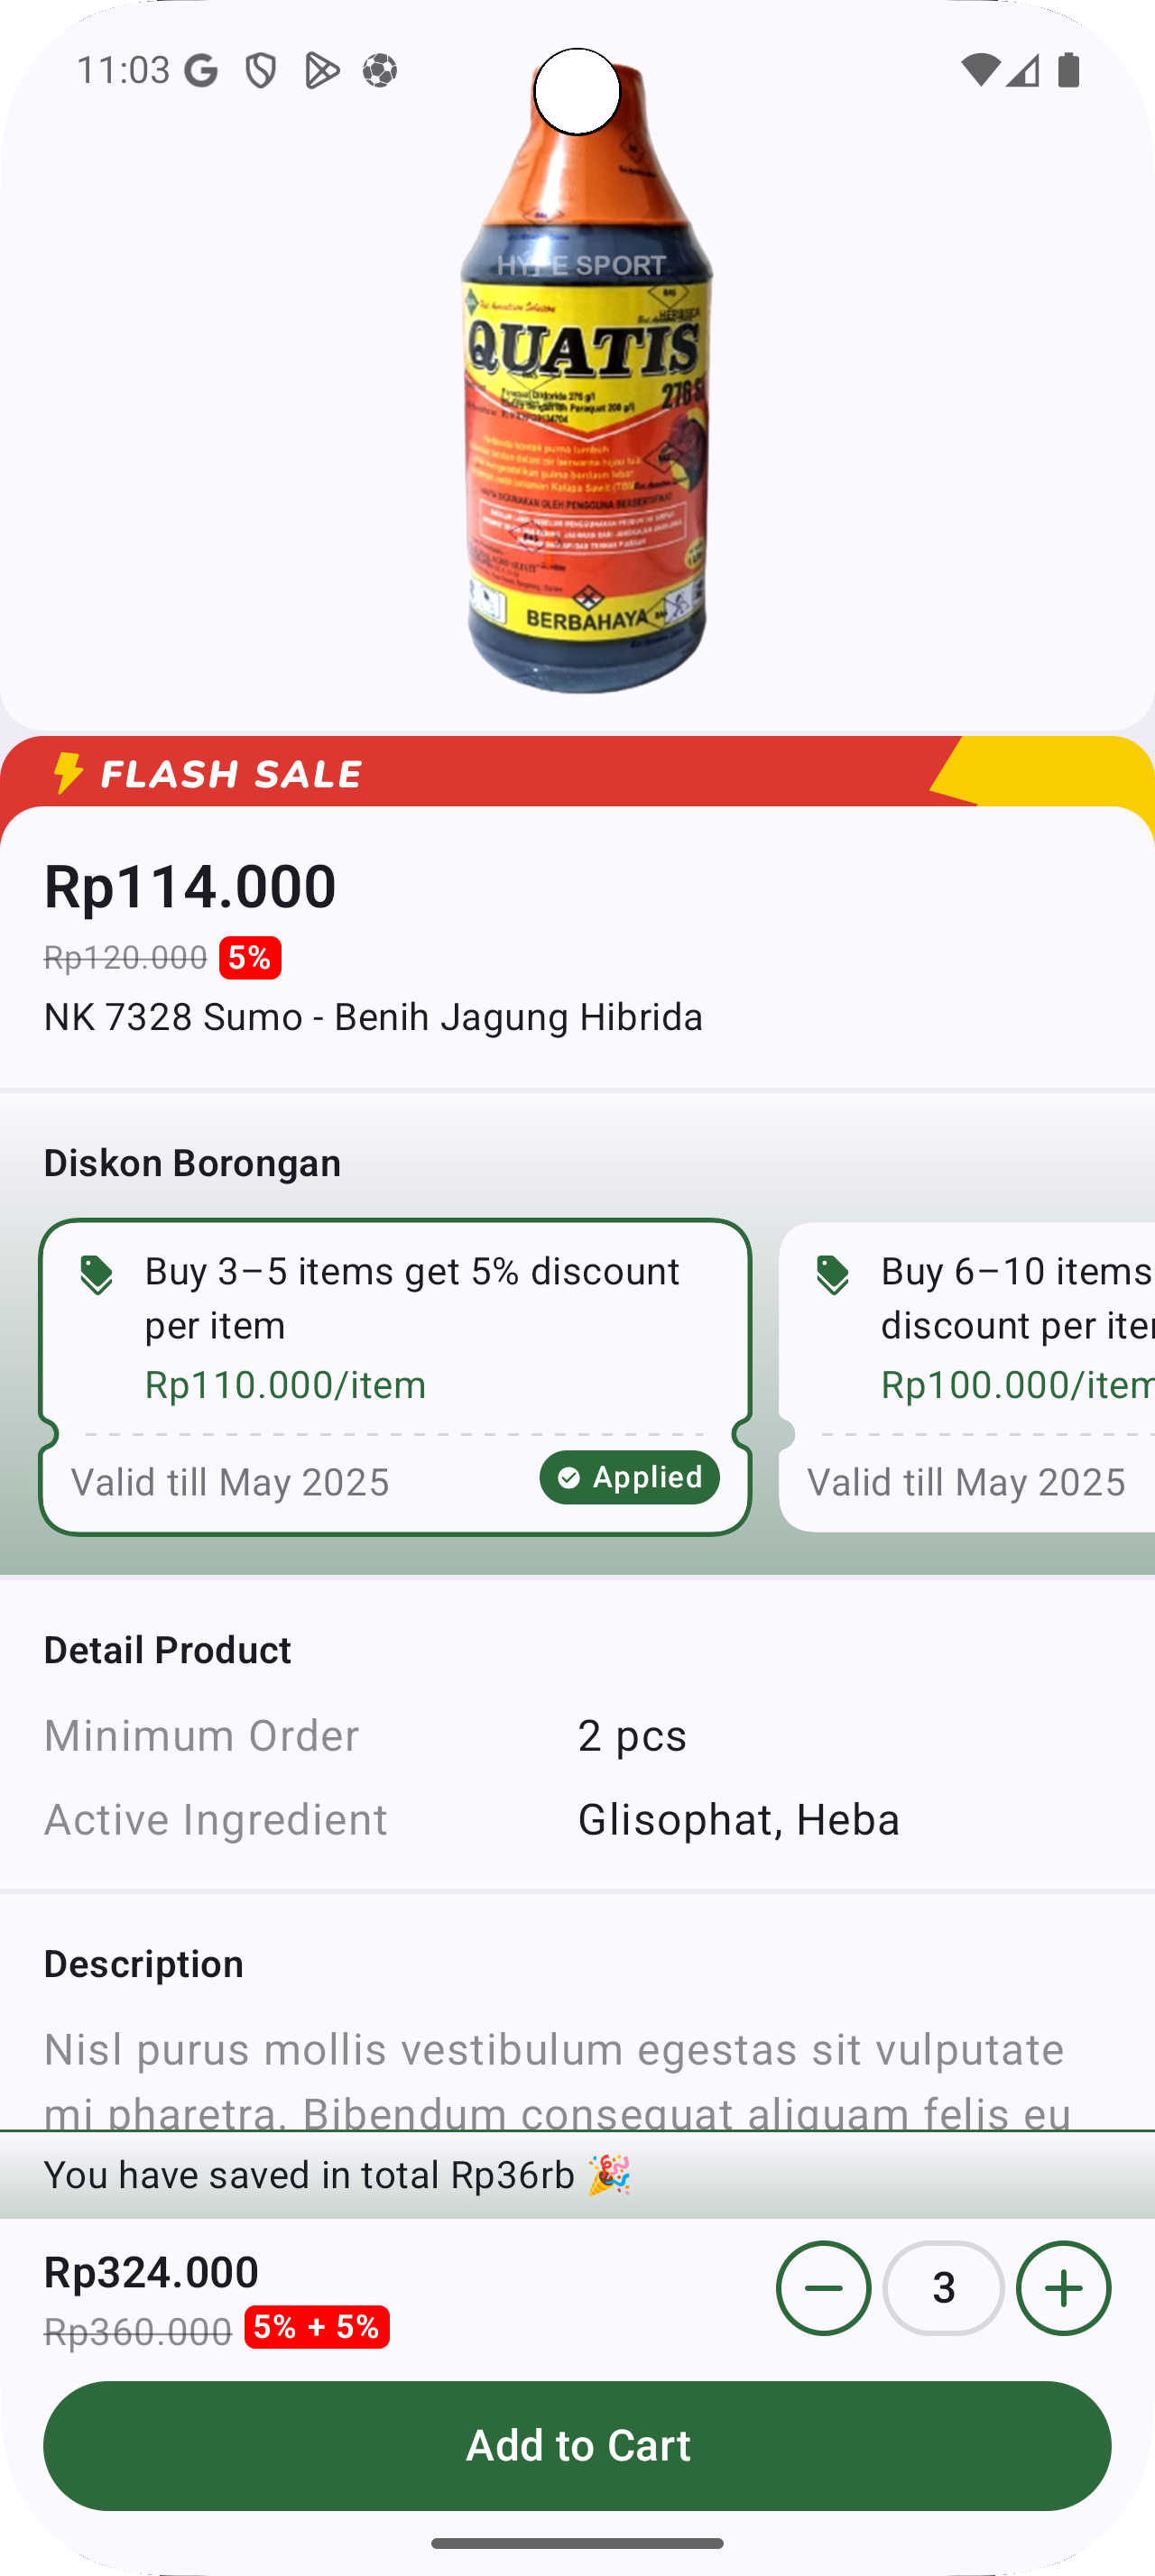 11:03
HYPE SPORT
QUATIS
276 SL
BERBAHAYA
FLASH SALE
Rp114.000
Rp120.000 5%
NK 7328 Sumo - Benih Jagung Hibrida
Diskon Borongan
Buy 3–5 items get 5% discount
per item
Rp110.000/item
Valid till May 2025
Applied
Buy 6–10 items
discount per
Rp100.000/item
Valid till May 2025
Detail Product
Minimum Order 2 pcs
Active Ingredient Glisophat, Heba
Description
Nisl purus mollis vestibulum egestas sit vulputate
mi pharetra. Bibendum consequat aliquam felis eu
You have saved in total Rp36rb 🎉
Rp324.000
Rp360.000 5% + 5%
3
Add to Cart